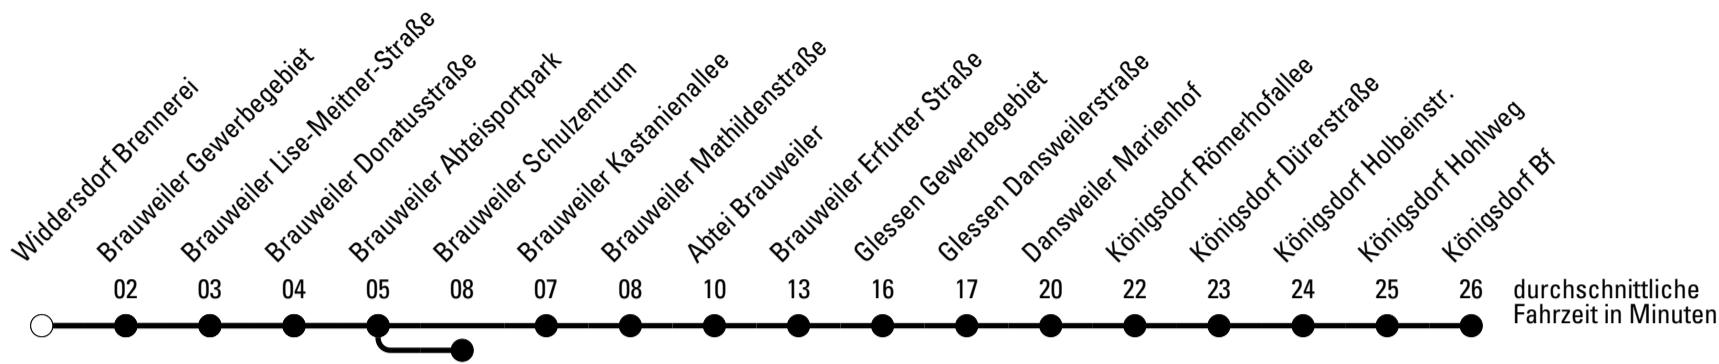 Widdersdorf Brennerei
Brauweiler Gewerbegebiet
Brauweiler Lise-Meitner-Straße
Brauweiler Donatusstraße
Brauweiler Abteisportpark
Brauweiler Schulzentrum
Brauweiler Kastanienallee
Brauweiler Mathildenstraße
Abtei Brauweiler
Brauweiler Erfurter Straße
Glessen Gewerbegebiet
Glessen Dansweilerstraße
Dansweiler Marienhof
Königsdorf Römerhofallee
Königsdorf Dürerstraße
Königsdorf Holbeinstr.
Königsdorf Hohlweg
Königsdorf Bf
02 03 04 05 08 07 08 10 13 16 17 20 22 23 24 25 26
durchschnittliche
Fahrzeit in Minuten